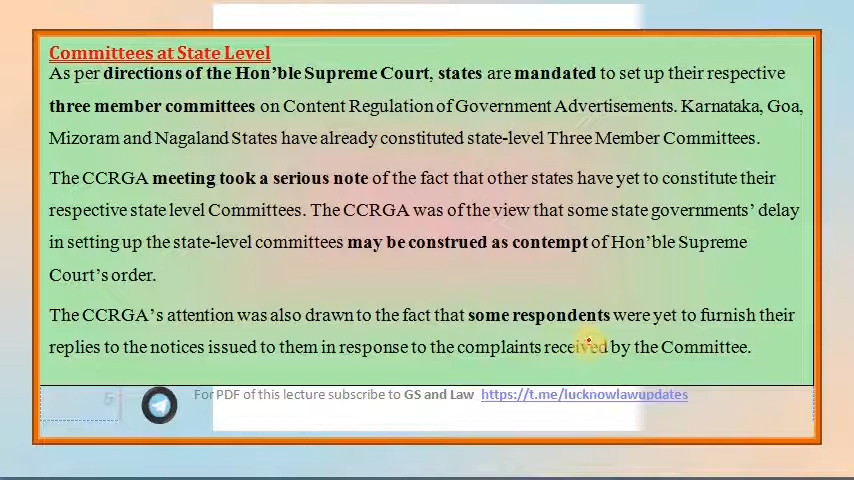 Committees at State Level
As per directions of the Hon'ble Supreme Court, states are mandated to set up their respective
three member committees on Content Regulation of Government Advertisements. Karnataka, Goa,
Mizoram and Nagaland States have already constituted state-level Three Member Committees.
The CCRGA meeting took a serious note of the fact that other states have yet to constitute their
respective state level Committees. The CCRGA was of the view that some state governments' delay
in setting up the state-level committees may be construed as contempt of Hon'ble Supreme
Court's order.
The CCRGA's attention was also drawn to the fact that some respondents were yet to furnish their
replies to the notices issued to them in response to the complaints received by the Committee.
5
For PDF of this lecture subscribe to GS and Law https://t.me/lucknowlawupdates